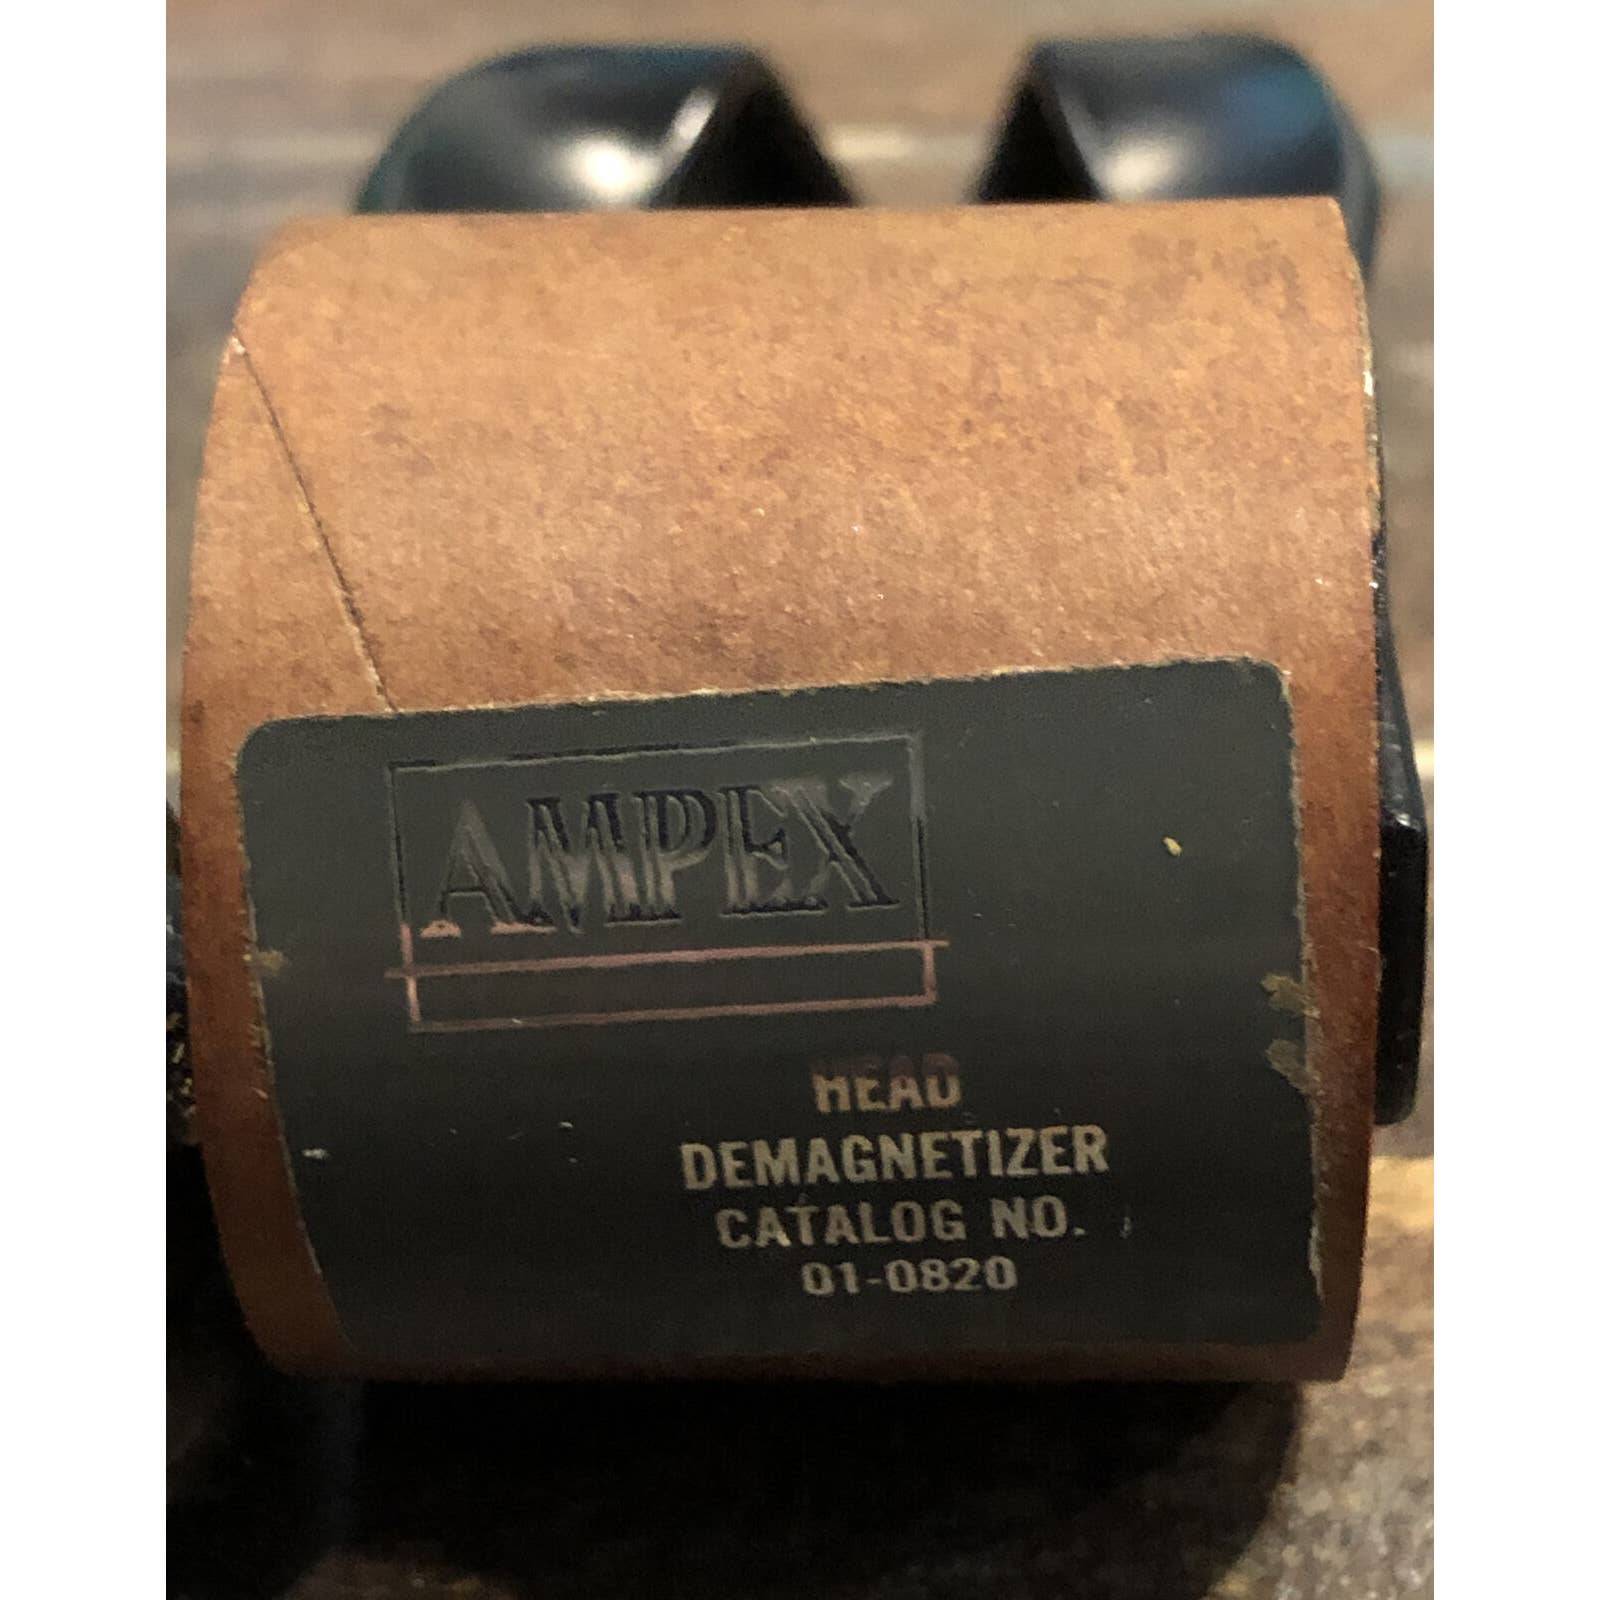 AMPEX
HEAD
DEMAGNETIZER
CATALOG NO.
01-0820